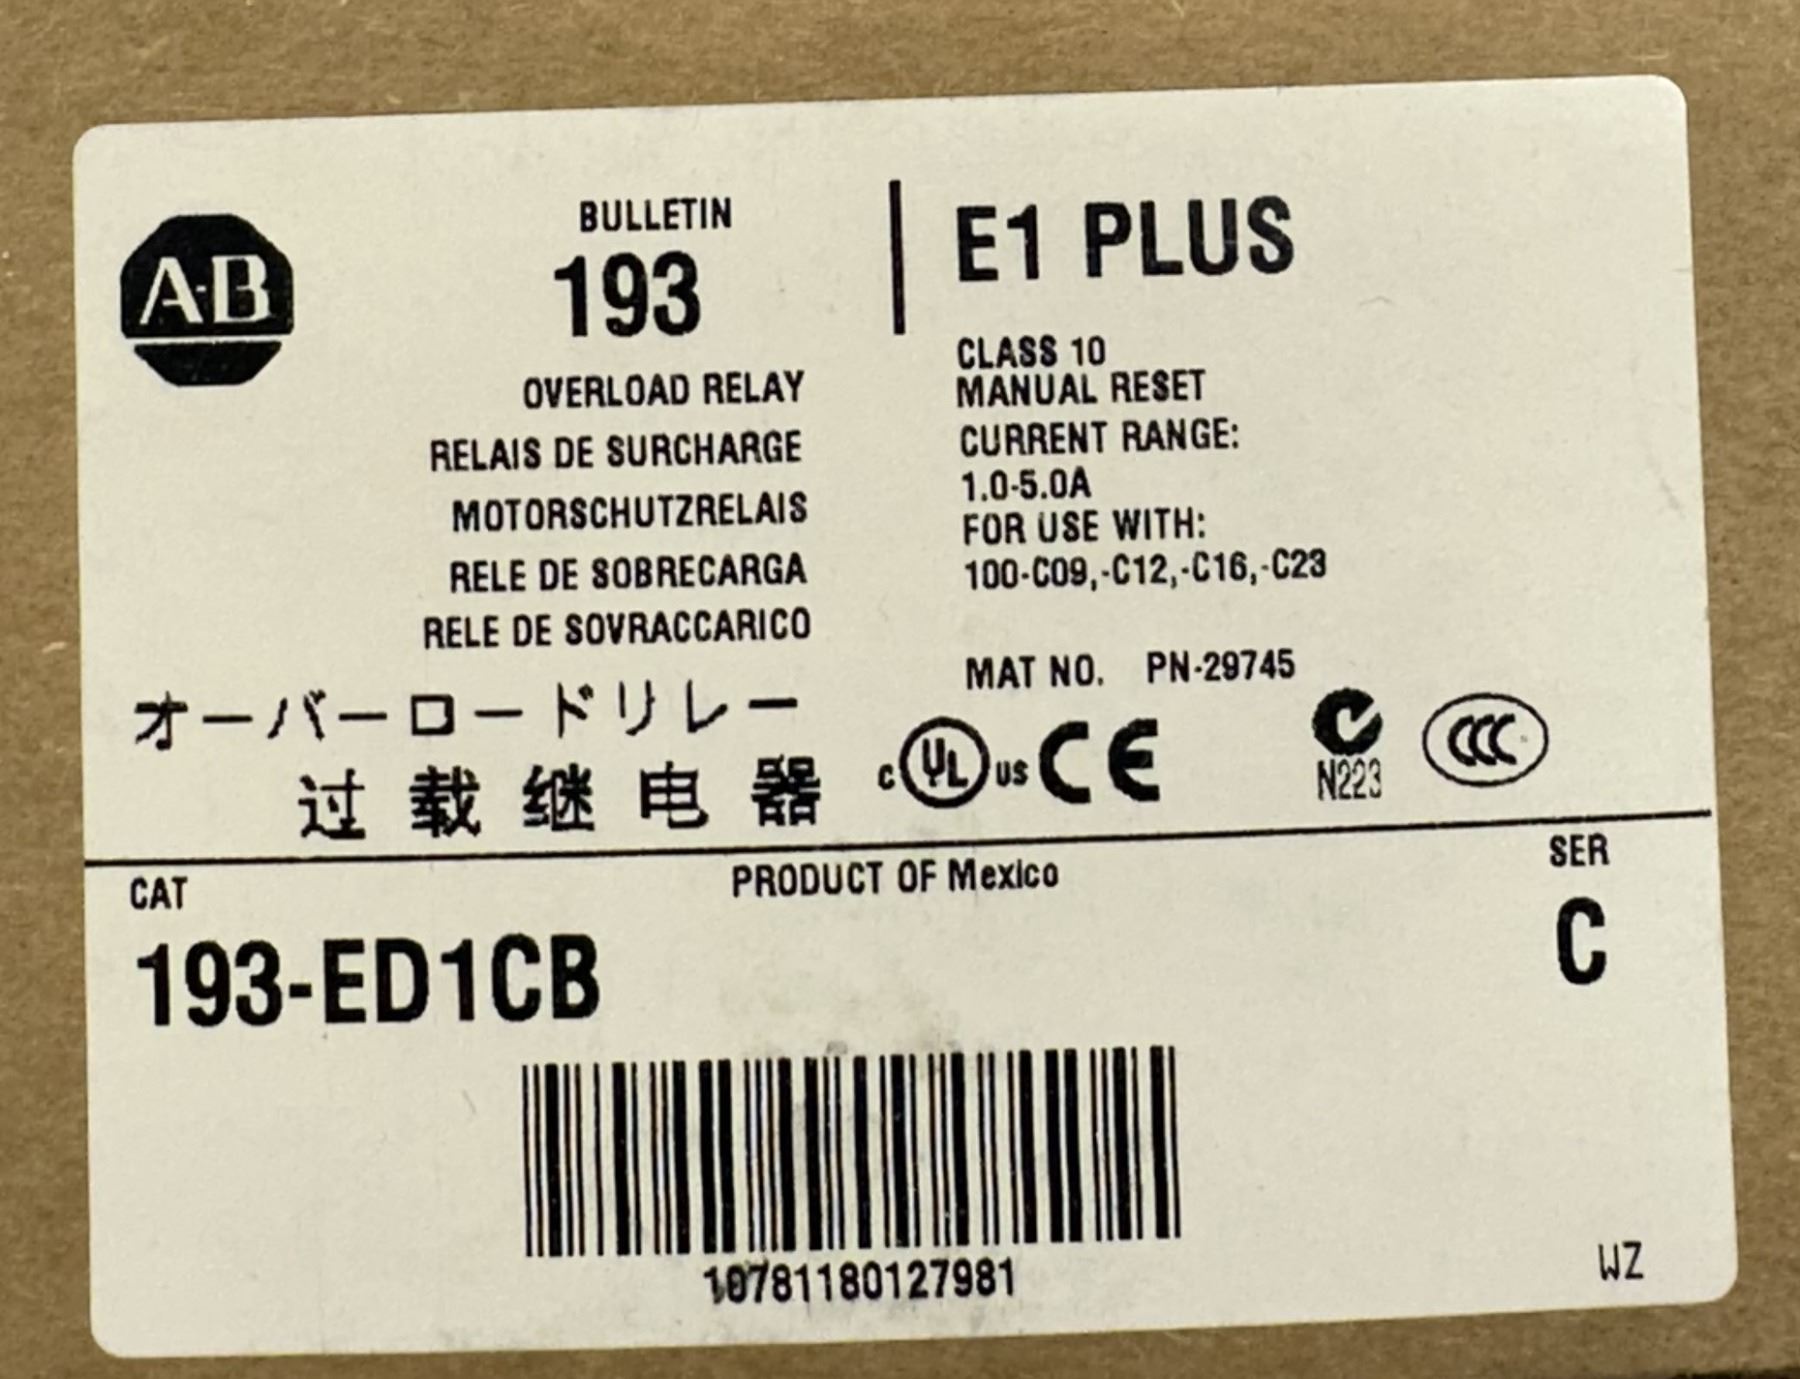 A-B
BULLETIN
193
OVERLOAD RELAY
RELAIS DE SURCHARGE
MOTORSCHUTZRELAIS
RELE DE SOBRECARGA
RELE DE SOVRACCARICO
オーバーロードリレー
过载继电器
E1 PLUS
CLASS 10
MANUAL RESET
CURRENT RANGE:
1.0-5.0A
FOR USE WITH:
100-C09,-C12,-C16,-C23
MAT NO. PN-29745
C UL US CE N223 CCC
CAT
PRODUCT OF Mexico
SER
193-ED1CB
C
10781180127981
WZ